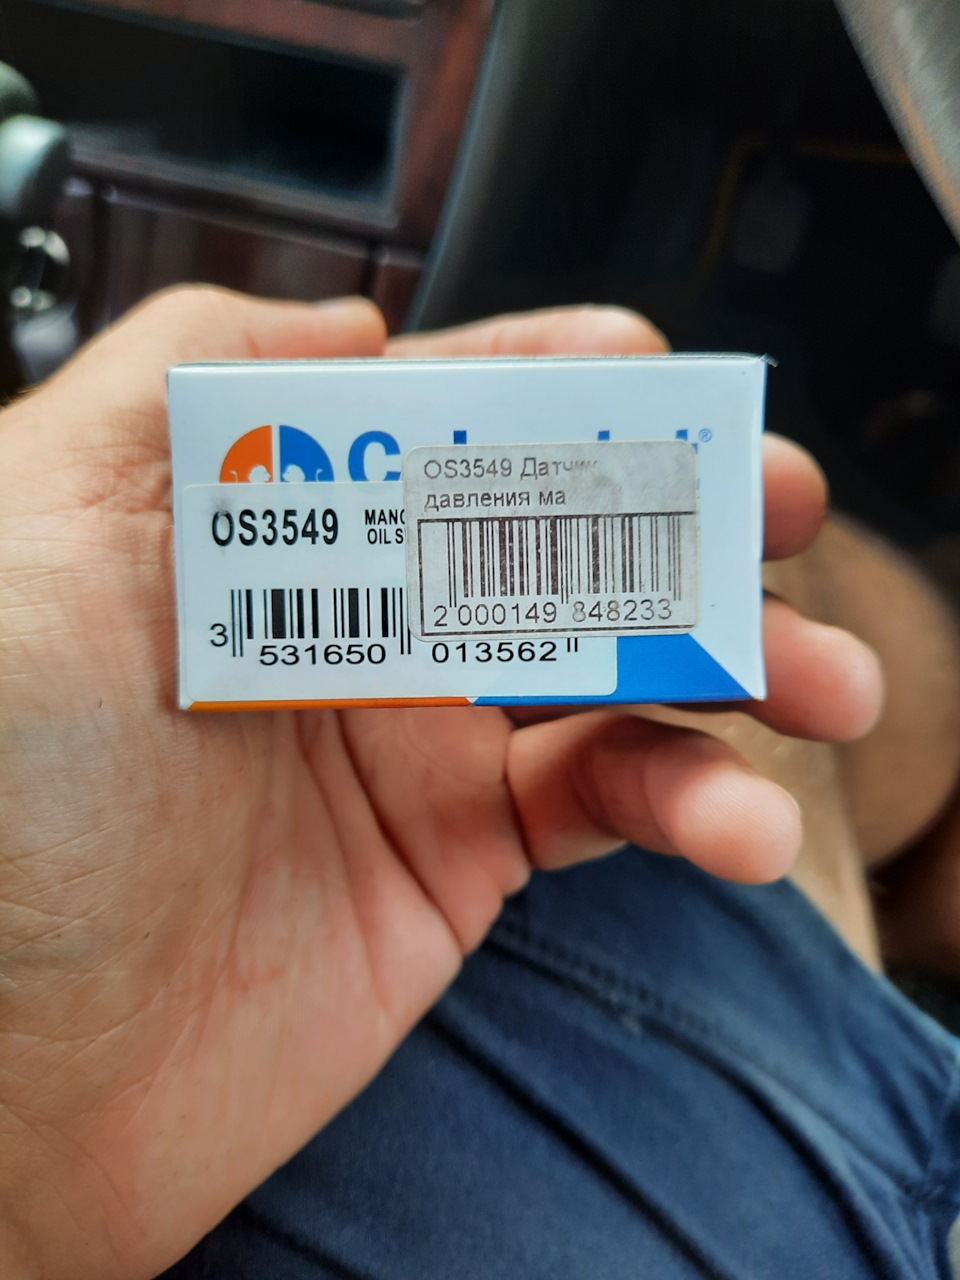 ®
OS3549 Датчик
давления ма
OS3549
2 000149 848233
3 531650 013562